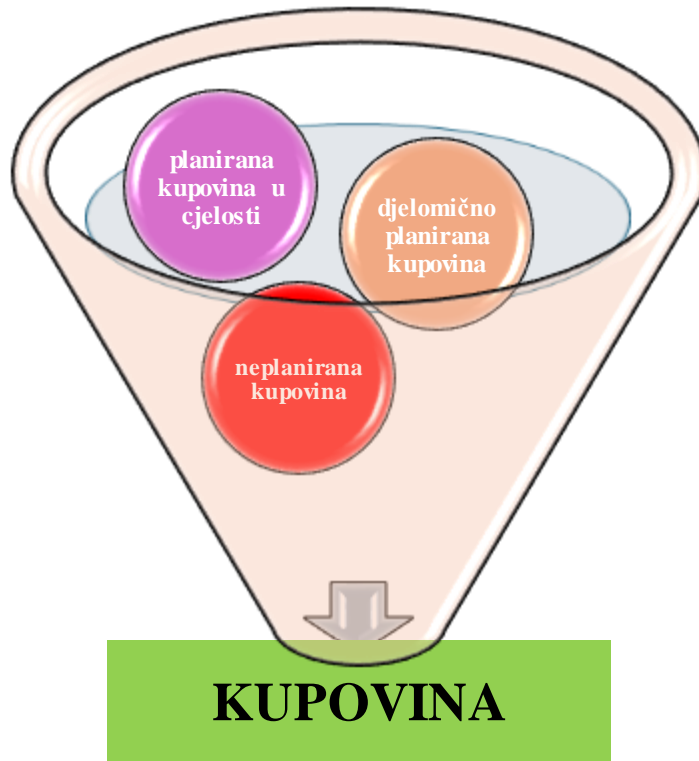 planirana
kupovina u
cjelosti
djelomično
planirana
kupovina
neplanirana
kupovina
KUPOVINA